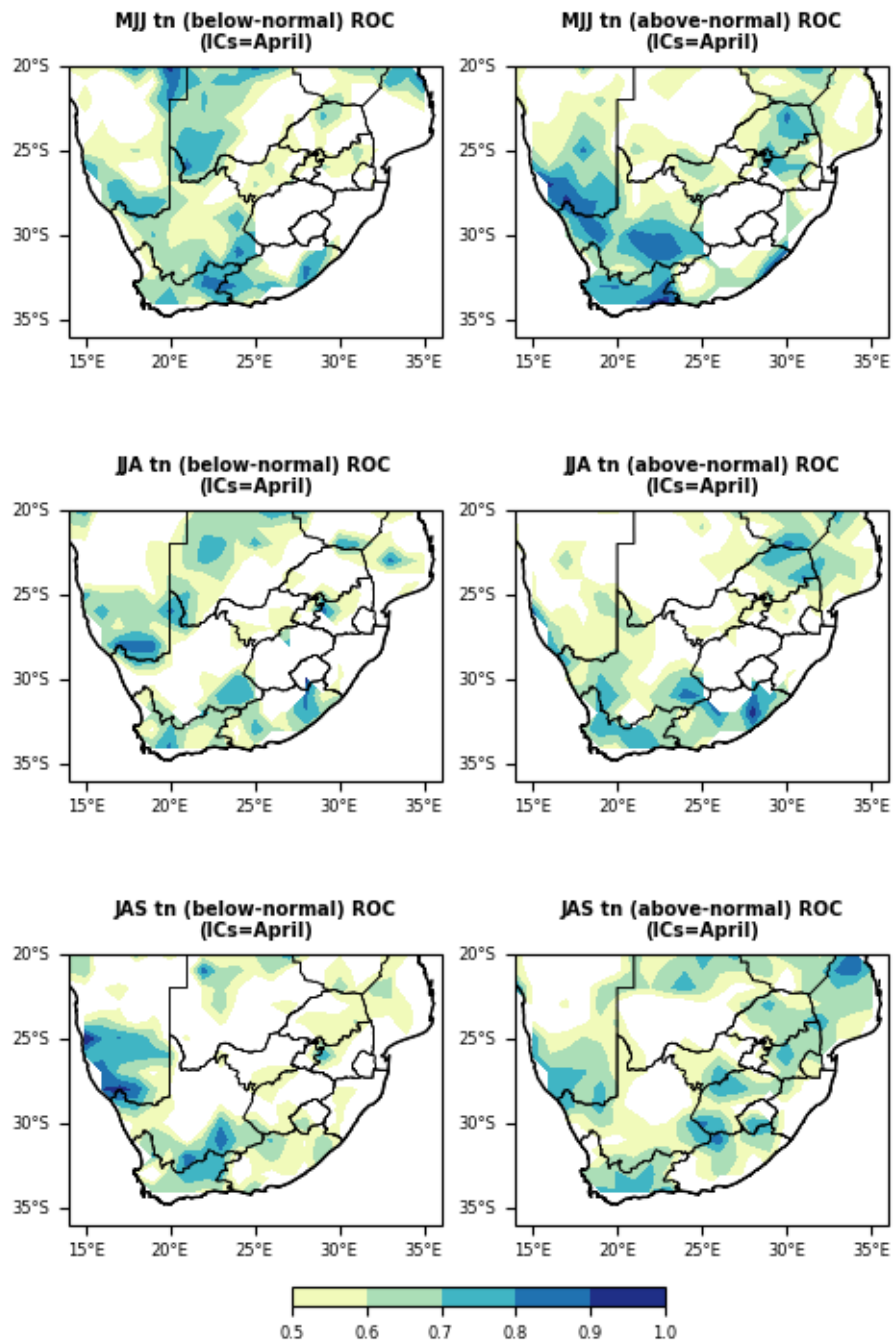 MJJ tn (below-normal) ROC
(ICs=April)
MJJ tn (above-normal) ROC
(ICs=April)
20°S
25°S
30°S
35°S
15°E 20°E 25°E 30°E 35°E
20°S
25°S
30°S
35°S
15°E 20°E 25°E 30°E 35°E
JJA tn (below-normal) ROC
(ICs=April)
JJA tn (above-normal) ROC
(ICs=April)
20°S
25°S
30°S
35°S
15°E 20°E 25°E 30°E 35°E
20°S
25°S
30°S
35°S
15°E 20°E 25°E 30°E 35°E
JAS tn (below-normal) ROC
(ICs=April)
JAS tn (above-normal) ROC
(ICs=April)
20°S
25°S
30°S
35°S
15°E 20°E 25°E 30°E 35°E
20°S
25°S
30°S
35°S
15°E 20°E 25°E 30°E 35°E
0.5 0.6 0.7 0.8 0.9 1.0